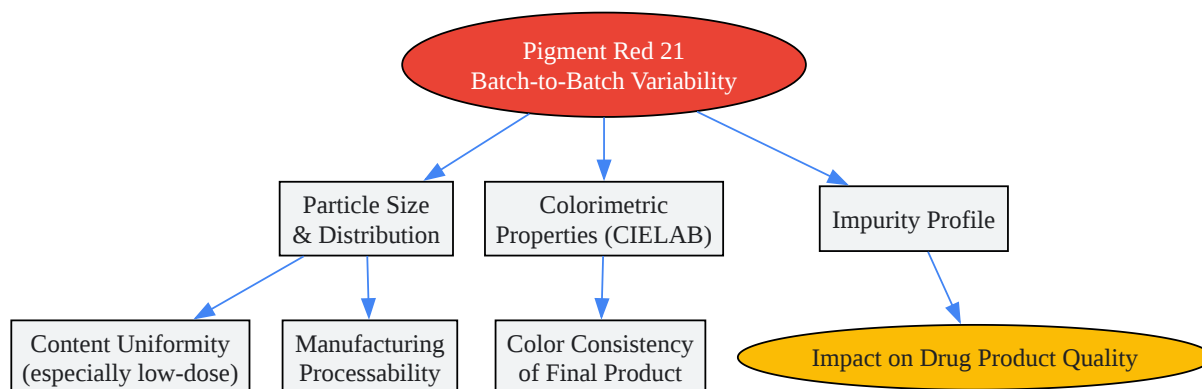 Pigment Red 21
Batch-to-Batch Variability
Particle Size
& Distribution
Colorimetric
Properties (CIELAB)
Impurity Profile
Content Uniformity
(especially low-dose)
Manufacturing
Processability
Color Consistency
of Final Product
Impact on Drug Product Quality